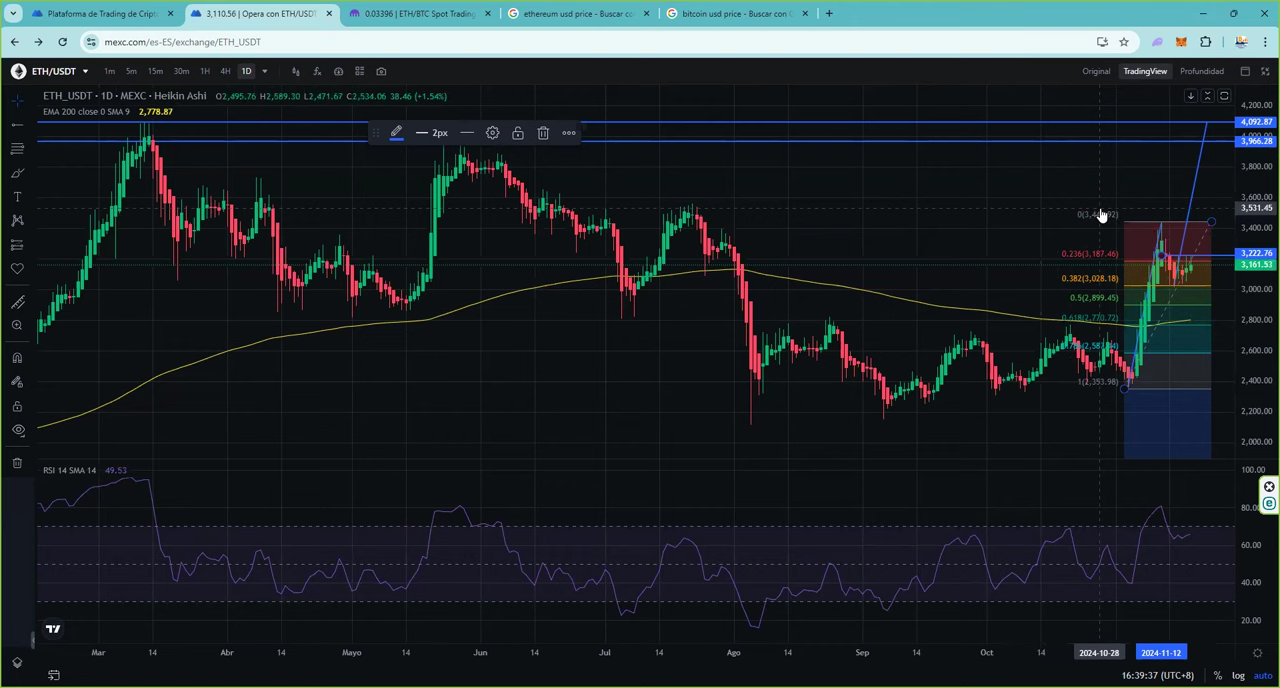 Plataforma de Trading de Cripto
3,110.56 | Opera con ETH/USDT
0.03396 | ETH/BTC Spot Trading
ethereum usd price - Buscar co
bitcoin usd price - Buscar con G
mexc.com/es-ES/exchange/ETH_USDT
ETH/USDT
1m 5m 15m 30m 1H 4H 1D
Original TradingView Profundidad
ETH_USDT · 1D · MEXC · Heikin Ashi O2,495.76 H2,589.30 L2,471.67 C2,534.06 38.46 (+1.54%)
EMA 200 close 0 SMA 9 2,778.87
2px
4,200.00
4,092.87
3,966.28
3,800.00
3,600.00
3,531.45
3,400.00
3,222.76
3,161.53
3,000.00
2,800.00
2,600.00
2,400.00
2,200.00
2,000.00
0.236(3,187.46)
0.382(3,028.18)
0.5(2,899.45)
0.618(2,770.72)
1(2,353.98)
RSI 14 SMA 14 49.53
100.00
60.00
40.00
20.00
Mar 14 Abr 14 Mayo 14 Jun 14 Jul 14 Ago 14 Sep 14 Oct 14 2024-10-28 2024-11-12
16:39:37 (UTC+8) % log auto